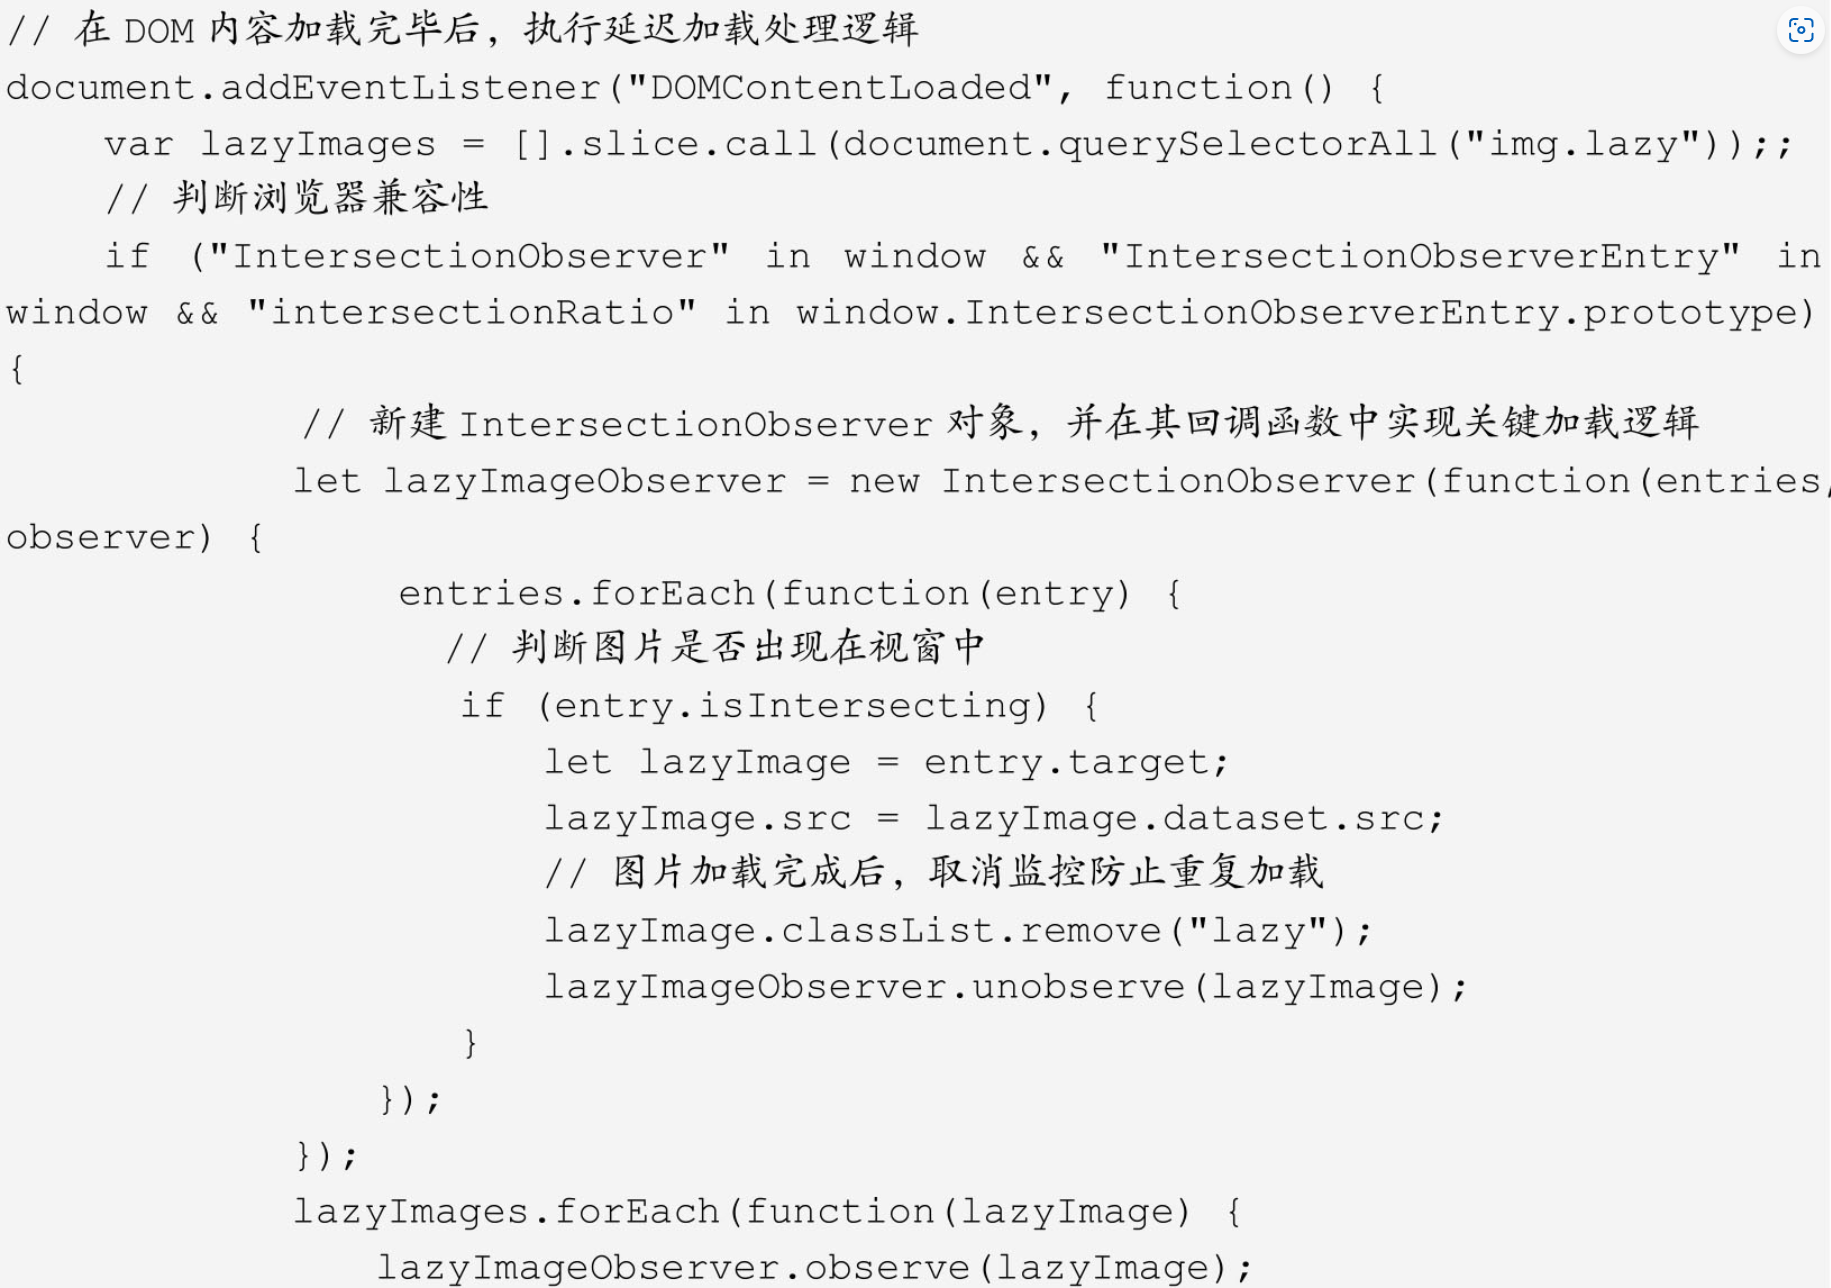 // 在 DOM 内容加载完毕后，执行延迟加载处理逻辑
document.addEventListener("DOMContentLoaded", function() {
var lazyImages = [].slice.call(document.querySelectorAll("img.lazy"));;
// 判断浏览器兼容性
if ("IntersectionObserver" in window && "IntersectionObserverEntry" in
window && "intersectionRatio" in window.IntersectionObserverEntry.prototype)
{
// 新建 IntersectionObserver 对象，并在其回调函数中实现关键加载逻辑
let lazyImageObserver = new IntersectionObserver(function(entries,
observer) {
entries.forEach(function(entry) {
// 判断图片是否出现在视窗中
if (entry.isIntersecting) {
let lazyImage = entry.target;
lazyImage.src = lazyImage.dataset.src;
// 图片加载完成后，取消监控防止重复加载
lazyImage.classList.remove("lazy");
lazyImageObserver.unobserve(lazyImage);
}
});
});
lazyImages.forEach(function(lazyImage) {
lazyImageObserver.observe(lazyImage);